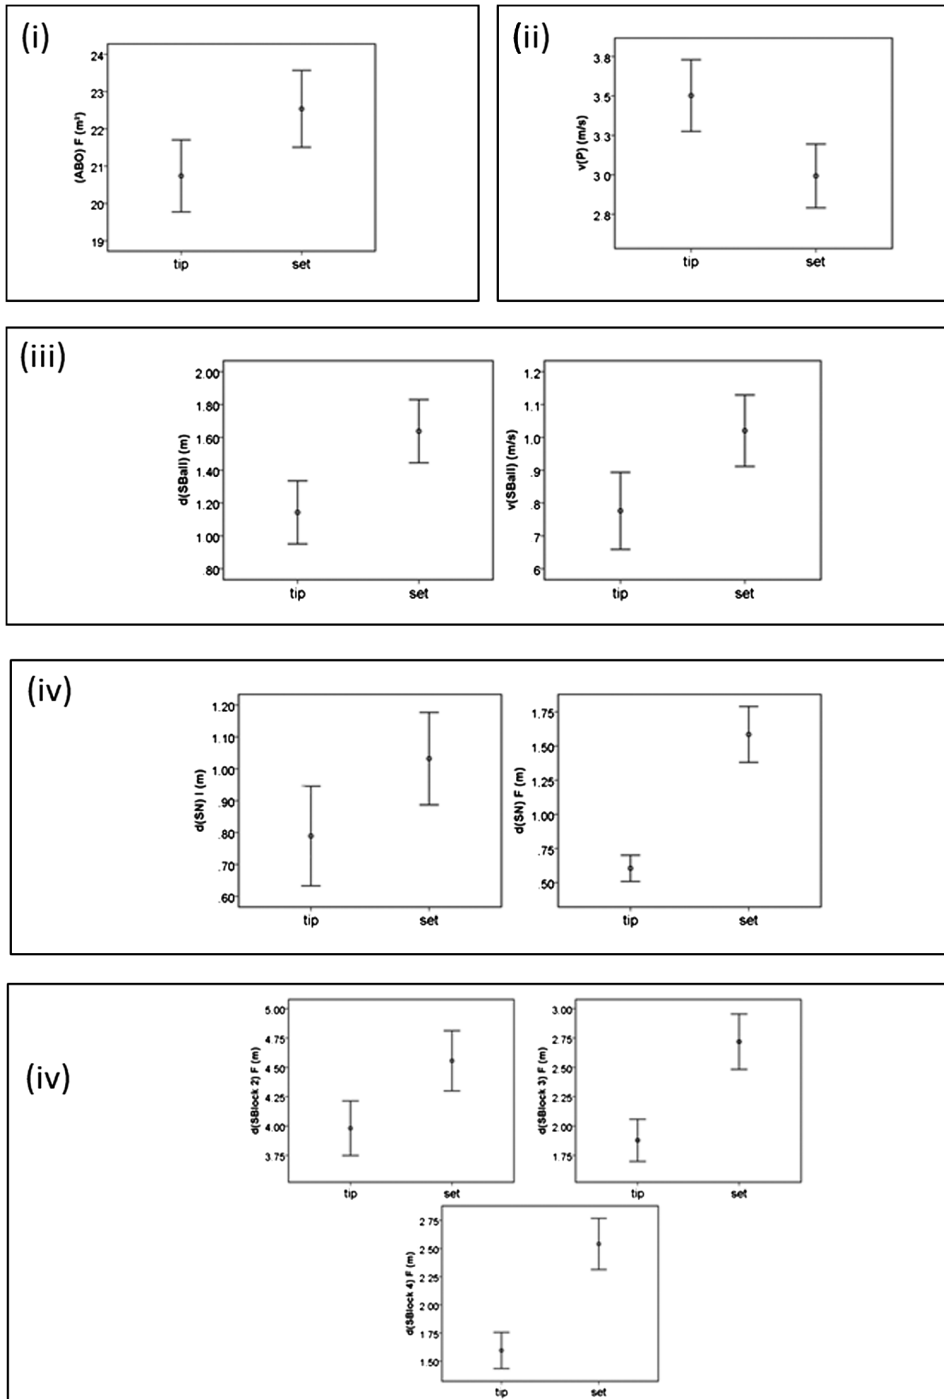 (i)
24
23
22
21
20
19
(ABO) F (m²)
tip set
(ii)
3.8
3.5
3.3
3 0
2.8
v(P) (m/s)
tip set
(iii)
2.00
1.80
1.60
1.40
1.20
1.00
.80
d(SBall) (m)
tip set
1.2
1.1
1.0
.9
.8
.7
.6
v(SBall) (m/s)
tip set
(iv)
1.20
1.10
1.00
.90
.80
.70
.60
d(SN) I (m)
tip set
1.75
1.50
1.25
1.00
.75
.50
d(SN) F (m)
tip set
(iv)
5.00
4.75
4.50
4.25
4.00
3.75
d(SBlock 2) F (m)
tip set
3.00
2.75
2.50
2.25
2.00
1.75
d(SBlock 3) F (m)
tip set
2 75
2 50
2 25
2 00
1.75
1.50
d(SBlock 4) F (m)
tip set